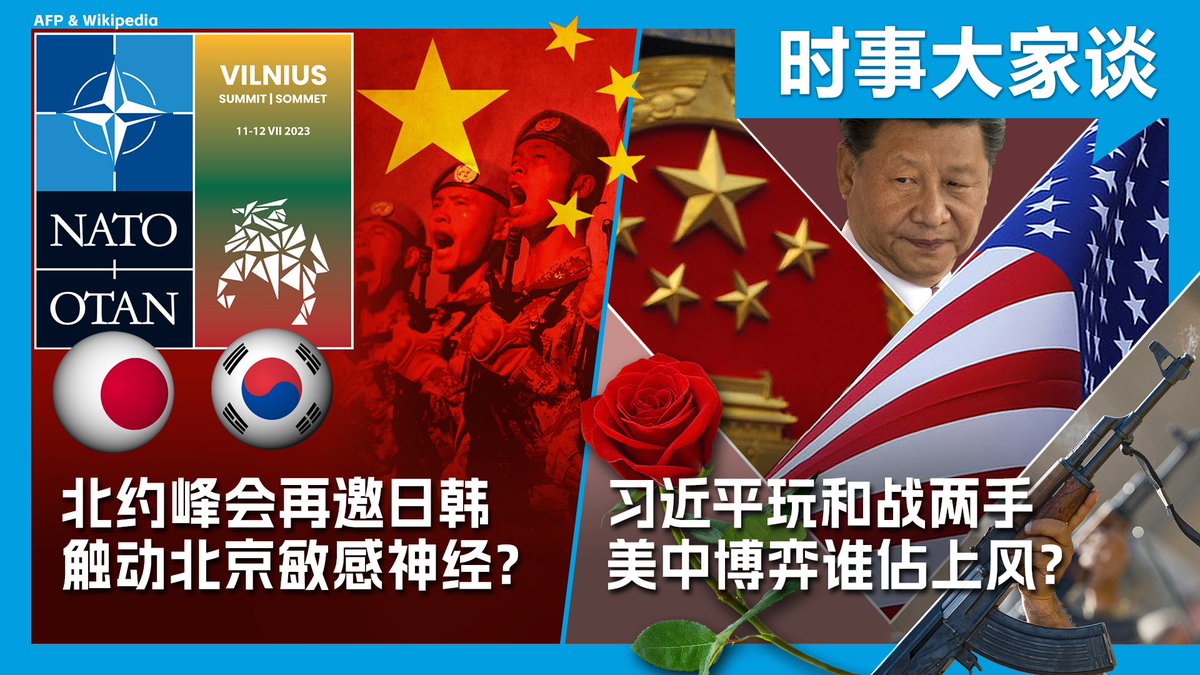 AFP & Wikipedia
时事大家谈
VILNIUS
SUMMIT | SOMMET
11-12 VII 2023
NATO
OTAN
北约峰会再邀日韩
触动北京敏感神经?
习近平玩和战两手
美中博弈谁佔上风?